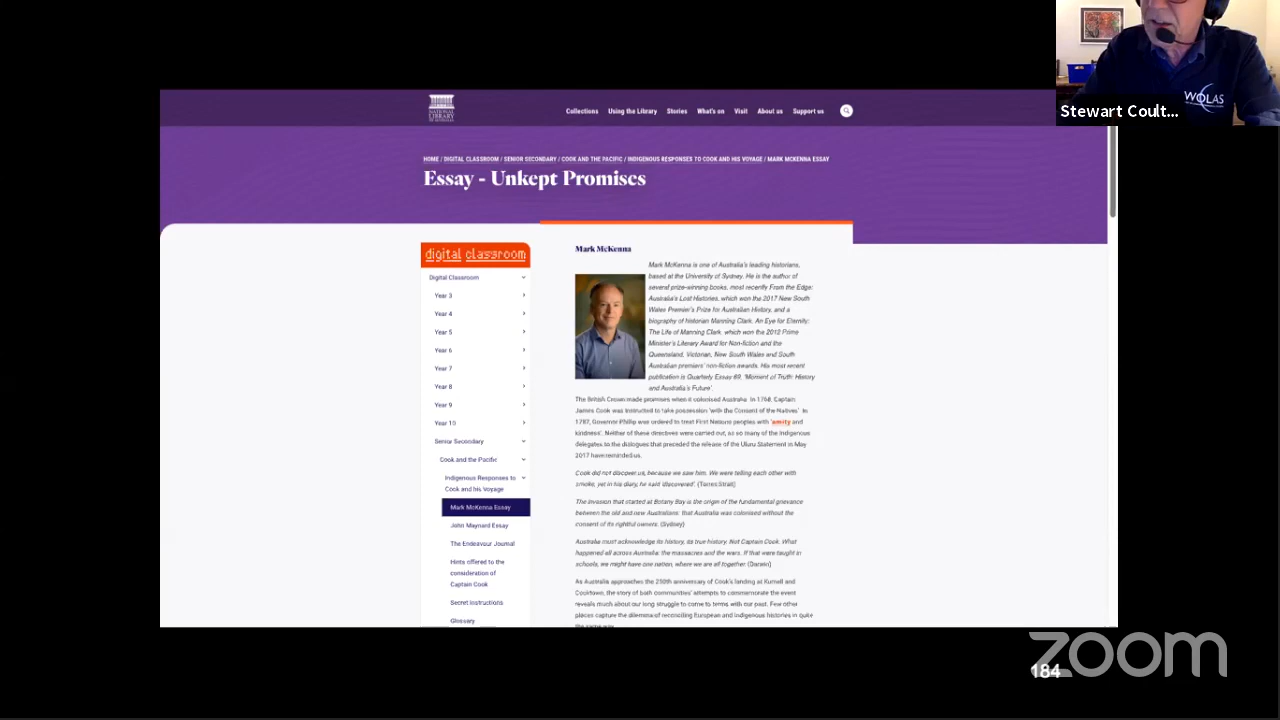 WOLAS
Stewart Coult...
NATIONAL
LIBRARY
OF AUSTRALIA
Collections Using the Library Stories What's on Visit About us Support us
HOME / DIGITAL CLASSROOM / SENIOR SECONDARY / COOK AND THE PACIFIC / INDIGENOUS RESPONSES TO COOK AND HIS VOYAGE / MARK MCKENNA ESSAY
Essay - Unkept Promises
digital classroom
Digital Classroom
Year 3
Year 4
Year 5
Year 6
Year 7
Year 8
Year 9
Year 10
Senior Secondary
Cook and the Pacific
Indigenous Responses to
Cook and his Voyage
Mark McKenna Essay
John Maynard Essay
The Endeavour Journal
Hints offered to the
consideration of
Captain Cook
Secret Instructions
Glossary
Mark McKenna
Mark McKenna is one of Australia's leading historians,
based at the University of Sydney. He is the author of
several prize-winning books, most recently From the Edge:
Australia's Lost Histories, which won the 2017 New South
Wales Premier's Prize for Australian History, and a
biography of historian Manning Clark, An Eye for Eternity:
The Life of Manning Clark, which won the 2012 Prime
Minister's Literary Award for Non-fiction and the
Queensland, Victorian, New South Wales and South
Australian premiers' non-fiction awards. His most recent
publication is Quarterly Essay 69, 'Moment of Truth: History
and Australia's Future'.
The British Crown made promises when it colonised Australia. In 1768, Captain
James Cook was instructed to take possession 'with the Consent of the Natives'. In
1787, Governor Phillip was ordered to treat First Nations peoples with 'amity and
kindness'. Neither of these directives were carried out, as so many of the Indigenous
delegates to the dialogues that preceded the release of the Uluru Statement in May
2017 have reminded us.
Cook did not discover us, because we saw him. We were telling each other with
smoke, yet in his diary, he said 'discovered'. (Torres Strait)
The invasion that started at Botany Bay is the origin of the fundamental grievance
between the old and new Australians: that Australia was colonised without the
consent of its rightful owners. (Sydney)
Australia must acknowledge its history, its true history. Not Captain Cook. What
happened all across Australia: the massacres and the wars. If that were taught in
schools, we might have one nation, where we are all together. (Darwin)
As Australia approaches the 250th anniversary of Cook's landing at Kurnell and
Cooktown, the story of both communities' attempts to commemorate the event
reveals much about our long struggle to come to terms with our past. Few other
places capture the dilemma of reconciling European and Indigenous histories in quite
the same way.
zoom
184